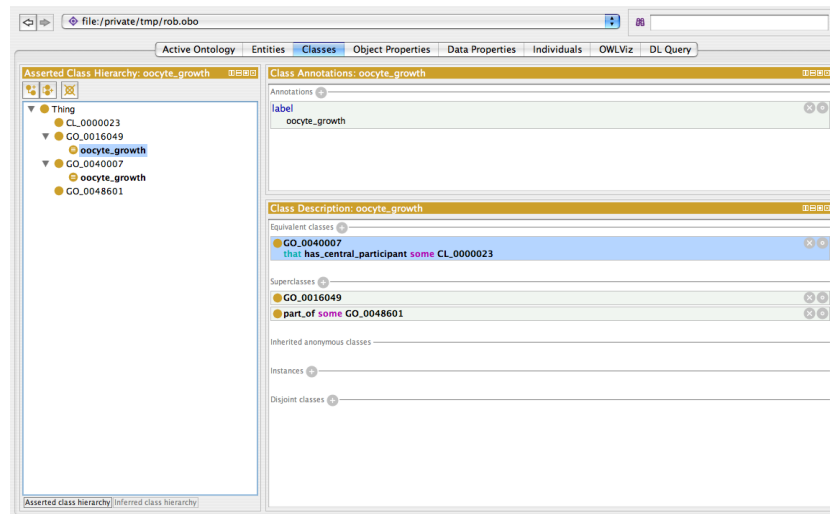 file:/private/tmp/rob.obo
Active Ontology Entities Classes Object Properties Data Properties Individuals OWLViz DL Query
Asserted Class Hierarchy: oocyte_growth
Thing
CL_0000023
GO_0016049
oocyte_growth
GO_0040007
oocyte_growth
GO_0048601
Asserted class hierarchy Inferred class hierarchy
Class Annotations: oocyte_growth
Annotations
label
oocyte_growth
Class Description: oocyte_growth
Equivalent classes
GO_0040007
that has_central_participant some CL_0000023
Superclasses
GO_0016049
part_of some GO_0048601
Inherited anonymous classes
Instances
Disjoint classes